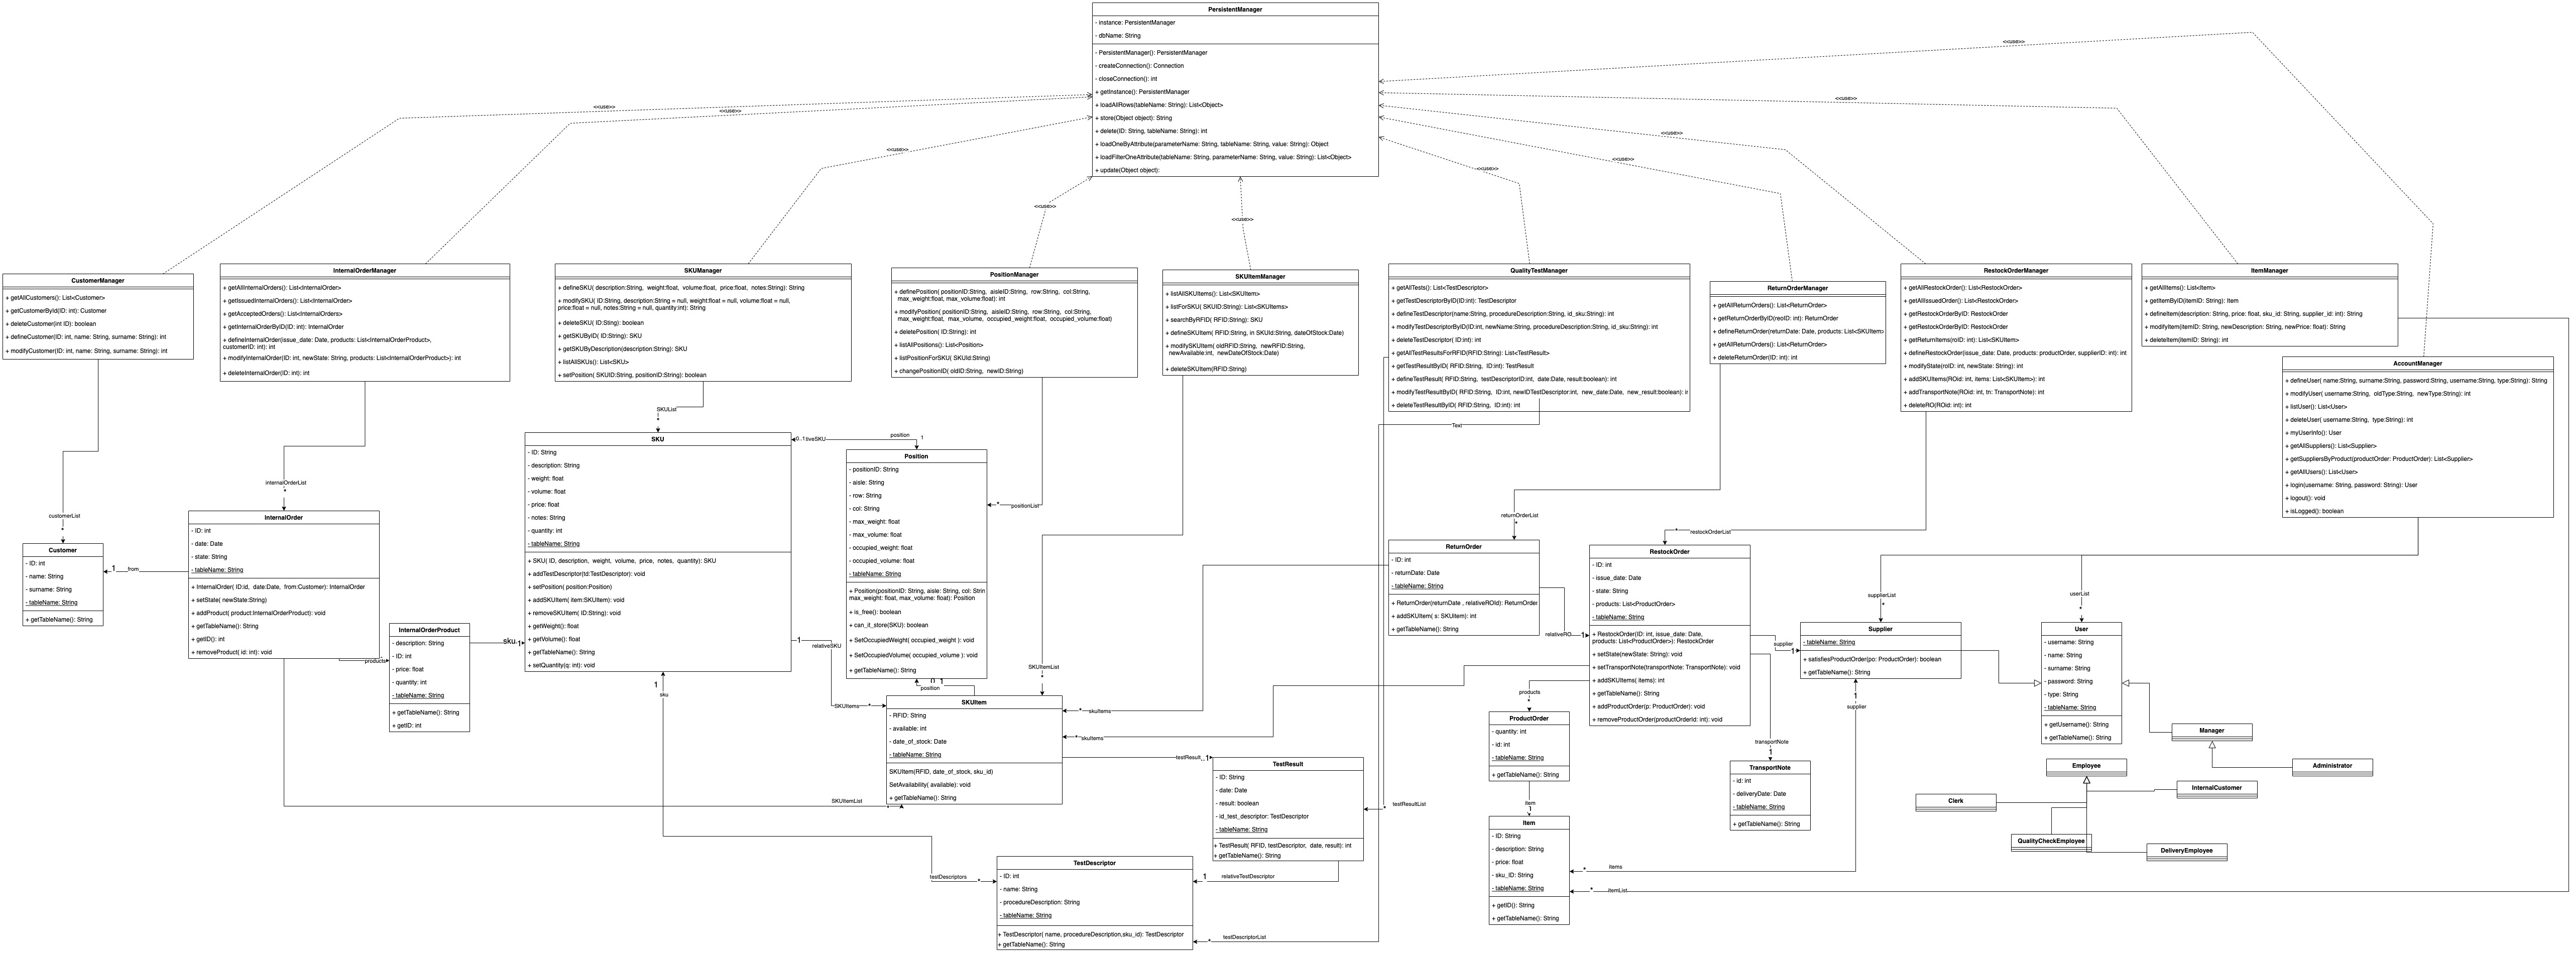 PersistentManager
- instance: PersistentManager
- dbName: String
- PersistentManager(): PersistentManager
- createConnection(): Connection
- closeConnection(): int
+ getInstance(): PersistentManager
+ loadAllRows(tableName: String): List<Object>
+ store(Object object): String
+ delete(ID: String, tableName: String): int
+ loadOneByAttribute(parameterName: String, tableName: String, value: String): Object
+ loadFilterOneAttribute(tableName: String, parameterName: String, value: String): List<Object>
+ update(Object object):
<<use>>
<<use>>
<<use>>
<<use>>
<<use>>
<<use>>
<<use>>
<<use>>
<<use>>
<<use>>
CustomerManager
+ getAllCustomers(): List<Customer>
+ getCustomerById(ID: int): Customer
+ deleteCustomer(int ID): boolean
+ defineCustomer(ID: int, name: String, surname: String): int
+ modifyCustomer(ID: int, name: String, surname: String): int
InternalOrderManager
+ getAllInternalOrders(): List<InternalOrder>
+ getIssuedInternalOrders(): List<InternalOrder>
+ getAcceptedOrders(): List<InternalOrders>
+ getInternalOrderByID(ID: int): InternalOrder
+ defineInternalOrder(issue_date: Date, products: List<InternalOrderProduct>,
customerID: int): int
+ modifyInternalOrder(ID: int, newState: String, products: List<InternalOrderProduct>): int
+ deleteInternalOrder(ID: int): int
SKUManager
+ defineSKU( description:String, weight:float, volume:float, price:float, notes:String): String
+ modifySKU( ID:String, description:String = null, weight:float = null, volume:float = null,
price:float = null, notes:String = null, quantity:int): String
+ deleteSKU( ID:Sting): boolean
+ getSKUByID( ID:String): SKU
+ getSKUByDescription(description:String): SKU
+ listAllSKUs(): List<SKU>
+ setPosition( SKUID:String, positionID:String): boolean
PositionManager
+ definePosition( positionID:String, aisleID:String, row:String, col:String,
max_weight:float, max_volume:float): int
+ modifyPosition( positionID:String, aisleID:String, row:String, col:String,
max_weight:float, max_volume, occupied_weight:float, occupied_volume:float)
+ deletePosition( ID:String): int
+ listAllPositions(): List<Position>
+ listPositionForSKU( SKUId:String)
+ changePositionID( oldID:String, newID:String)
SKUItemManager
+ listAllSKUItems(): List<SKUItem>
+ listForSKU( SKUID:String): List<SKUItems>
+ searchByRFID( RFID:String): SKU
+ defineSKUItem( RFID:String, in SKUId:String, dateOfStock:Date)
+ modifySKUItem( oldRFID:String, newRFID:String,
newAvailable:int, newDateOfStock:Date)
+ deleteSKUItem(RFID:String)
QualityTestManager
+ getAllTests(): List<TestDescriptor>
+ getTestDescriptorByID(ID:int): TestDescriptor
+ defineTestDescriptor(name:String, procedureDescription:String, id_sku:String): int
+ modifyTestDescriptorByID(ID:int, newName:String, procedureDescription:String, id_sku:String): int
+ deleteTestDescriptor( ID:int): int
+ getAllTestResultsForRFID(RFID:String): List<TestResult>
+ getTestResultByID( RFID:String, ID:int): TestResult
+ defineTestResult( RFID:String, testDescriptorID:int, date:Date, result:boolean): int
+ modifyTestResultByID( RFID:String, ID:int, newIDTestDescriptor:int, new_date:Date, new_result:boolean): ir
+ deleteTestResultByID( RFID:String, ID:int): int
ReturnOrderManager
+ getAllReturnOrders(): List<ReturnOrder>
+ getReturnOrderByID(reoID: int): ReturnOrder
+ defineReturnOrder(returnDate: Date, products: List<SKUItem>
+ getAllReturnOrders(): List<ReturnOrder>
+ deleteReturnOrder(ID: int): int
RestockOrderManager
+ getAllRestockOrder(): List<RestockOrder>
+ getAllIssuedOrder(): List<RestockOrder>
+ getRestockOrderByID: RestockOrder
+ getRestockOrderByID: RestockOrder
+ getReturnItems(roID: int): List<SKUItem>
+ defineRestockOrder(issue_date: Date, products: productOrder, supplierID: int): int
+ modifyState(roID: int, newState: String): int
+ addSKUItems(ROid: int, items: List<SKUItem>): int
+ addTransportNote(ROid: int, tn: TransportNote): int
+ deleteRO(ROid: int): int
ItemManager
+ getAllItems(): List<Item>
+ getItemByID(itemID: String): Item
+ defineItem(description: String, price: float, sku_id: String, supplier_id: int): String
+ modifyItem(itemID: String, newDescription: String, newPrice: float): String
+ deleteItem(itemID: String): int
AccountManager
+ defineUser( name:String, surname:String, password:String, username:String, type:String): String
+ modifyUser( username:String, oldType:String, newType:String): int
+ listUser(): List<User>
+ deleteUser( username:String, type:String): int
+ myUserInfo(): User
+ getAllSuppliers(): List<Supplier>
+ getSuppliersByProduct(productOrder: ProductOrder): List<Supplier>
+ getAllUsers(): List<User>
+ login(username: String, password: String): User
+ logout(): void
+ isLogged(): boolean
SKUList
*
SKU
- ID: String
- description: String
- weight: float
- volume: float
- price: float
- notes: String
- quantity: int
- tableName: String
+ SKU( ID, description, weight, volume, price, notes, quantity): SKU
+ addTestDescriptor(td:TestDescriptor): void
+ setPosition( position:Position)
+ addSKUItem( item:SKUItem): void
+ removeSKUItem( ID:String): void
+ getWeight(): float
+ getVolume(): float
+ getTableName(): String
+ setQuantity(q: int): void
0..1
tiveSKU
position
1
Position
- positionID: String
- aisle: String
- row: String
- col: String
- max_weight: float
- max_volume: float
- occupied_weight: float
- occupied_volume: float
- tableName: String
+ Position(positionID: String, aisle: String, col: Strin
max_weight: float, max_volume: float): Position
+ is_free(): boolean
+ can_it_store(SKU): boolean
+ SetOccupiedWeight( occupied_weight ): void
+ SetOccupiedVolume( occupied_volume ): void
+ getTableName(): String
* positionList
Text
internalOrderList
*
InternalOrder
- ID: int
- date: Date
- state: String
- tableName: String
+ InternalOrder( ID:id, date:Date, from:Customer): InternalOrder
+ setState( newState:String)
+ addProduct( product:InternalOrderProduct): void
+ getTableName(): String
+ getID(): int
+ removeProduct( id: int): void
customerList
*
Customer
- ID: int
- name: String
- surname: String
- tableName: String
+ getTableName(): String
1 from
products
InternalOrderProduct
- description: String
- ID: int
- price: float
- quantity: int
- tableName: String
+ getTableName(): String
+ getID: int
sku 1
1
relativeSKU
SKUItems *
position
SKUItemList
*
1
sku
SKUItem
- RFID: String
- available: int
- date_of_stock: Date
- tableName: String
SKUItem(RFID, date_of_stock, sku_id)
SetAvailability( available): void
+ getTableName(): String
SKUItemList
*
* skuItems
* skuItems
testResult
1
TestResult
- ID: String
- date: Date
- result: boolean
- id_test_descriptor: TestDescriptor
- tableName: String
+ TestResult( RFID, testDescriptor, date, result): int
+ getTableName(): String
* testResultList
testDescriptors *
TestDescriptor
- ID: int
- name: String
- procedureDescription: String
- tableName: String
+ TestDescriptor( name, procedureDescription,sku_id): TestDescriptor
+ getTableName(): String
1 relativeTestDescriptor
* testDescriptorList
returnOrderList
*
ReturnOrder
- ID: int
- returnDate: Date
- tableName: String
+ ReturnOrder(returnDate , relativeROId): ReturnOrder
+ addSKUItem( s: SKUItem): int
+ getTableName(): String
relativeRO 1
* restockOrderList
RestockOrder
- ID: int
- issue_date: Date
- state: String
- products: List<ProductOrder>
- tableName: String
+ RestockOrder(ID: int, issue_date: Date,
products: List<ProductOrder>): RestockOrder
+ setState(newState: String): void
+ setTransportNote(transportNote: TransportNote): void
+ addSKUItems( items): int
+ getTableName(): String
+ addProductOrder(p: ProductOrder): void
+ removeProductOrder(productOrderId: int): void
products
*
ProductOrder
- quantity: int
- id: int
- tableName: String
+ getTableName(): String
item
1
Item
- ID: String
- description: String
- price: float
- sku_ID: String
- tableName: String
+ getID(): String
+ getTableName(): String
transportNote
1
TransportNote
- id: int
- deliveryDate: Date
- tableName: String
+ getTableName(): String
supplier
1
supplierList
*
Supplier
- tableName: String
+ satisfiesProductOrder(po: ProductOrder): boolean
+ getTableName(): String
1
supplier
* items
* itemList
userList
*
User
- username: String
- name: String
- surname: String
- password: String
- type: String
- tableName: String
+ getUsername(): String
+ getTableName(): String
Manager
Administrator
Employee
InternalCustomer
Clerk
QualityCheckEmployee
DeliveryEmployee